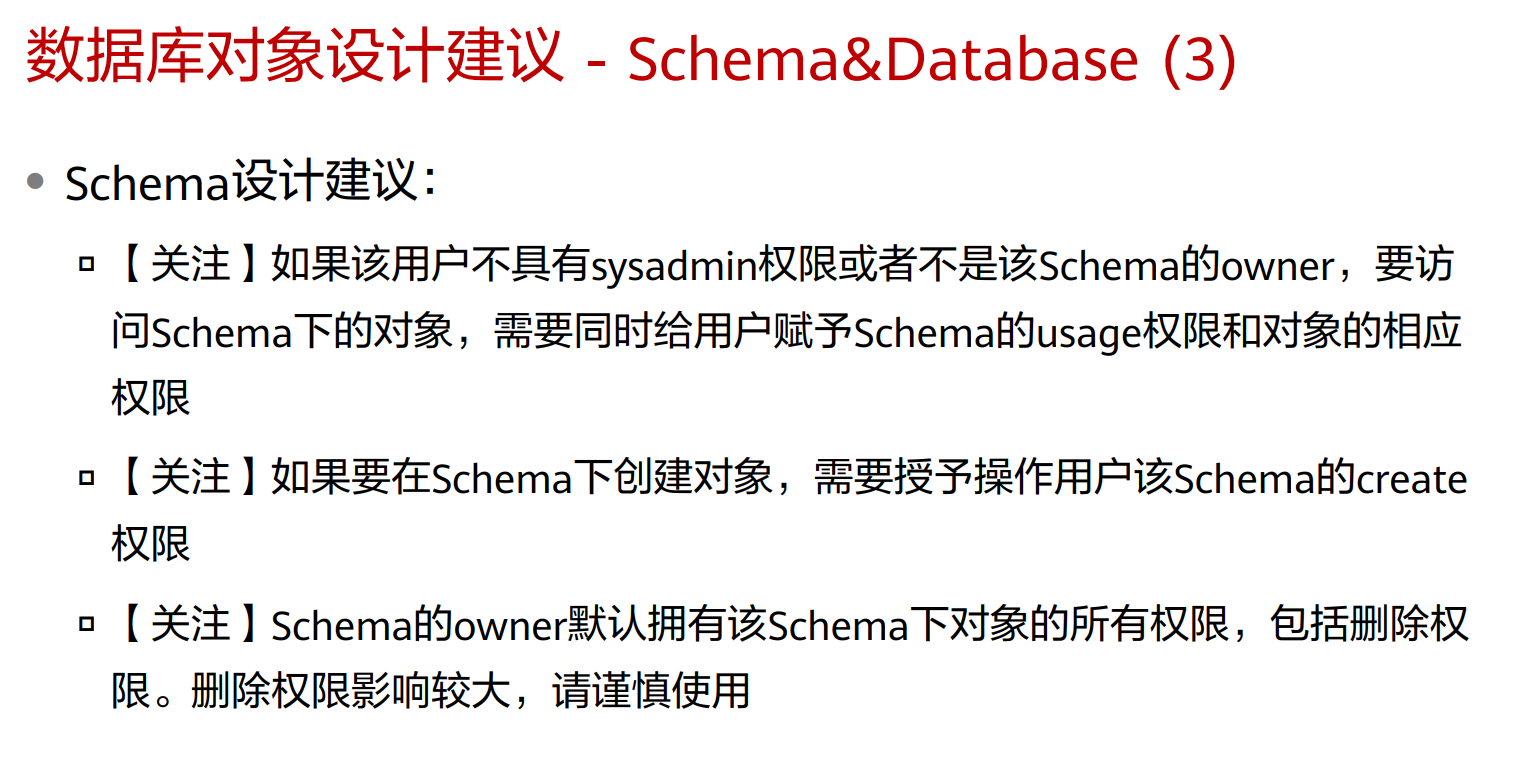 数据库对象设计建议 - Schema&Database (3)
Schema设计建议：
【关注】如果该用户不具有sysadmin权限或者不是该Schema的owner，要访
问Schema下的对象，需要同时给用户赋予Schema的usage权限和对象的相应
权限
【关注】如果要在Schema下创建对象，需要授予操作用户该Schema的create
权限
【关注】Schema的owner默认拥有该Schema下对象的所有权限，包括删除权
限。删除权限影响较大，请谨慎使用